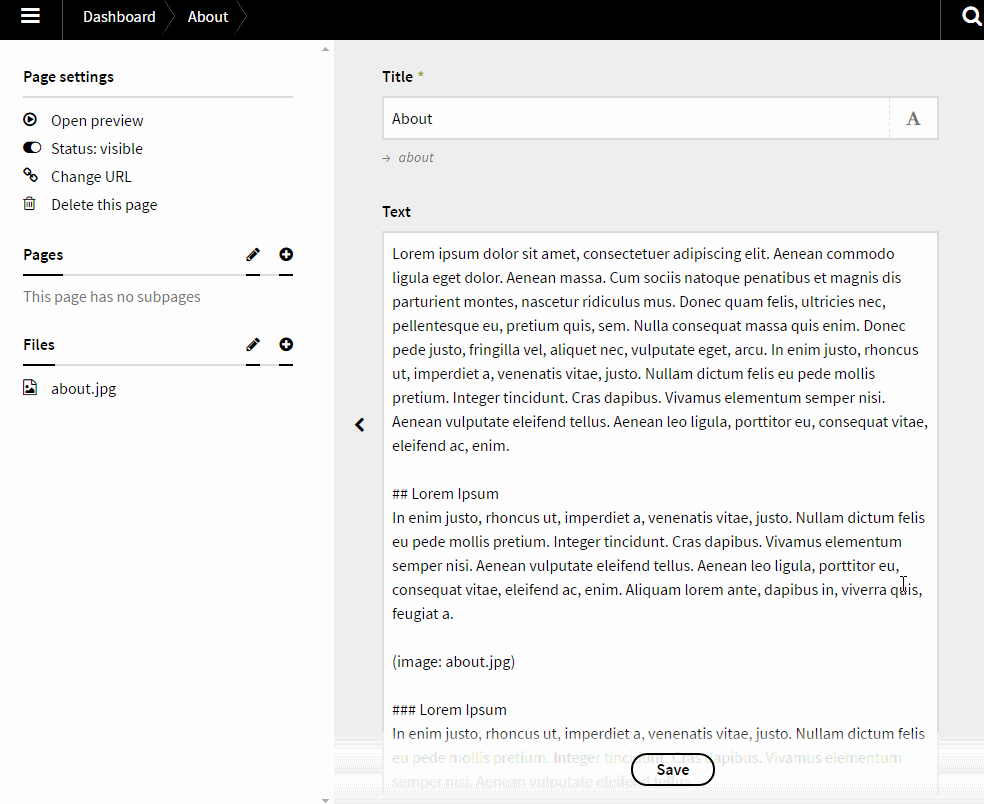 Dashboard About
Page settings
Open preview
Status: visible
Change URL
Delete this page
Pages
This page has no subpages
Files
about.jpg
Title *
About A
→ about
Text
Lorem ipsum dolor sit amet, consectetuer adipiscing elit. Aenean commodo
ligula eget dolor. Aenean massa. Cum sociis natoque penatibus et magnis dis
parturient montes, nascetur ridiculus mus. Donec quam felis, ultricies nec,
pellentesque eu, pretium quis, sem. Nulla consequat massa quis enim. Donec
pede justo, fringilla vel, aliquet nec, vulputate eget, arcu. In enim justo, rhoncus
ut, imperdiet a, venenatis vitae, justo. Nullam dictum felis eu pede mollis
pretium. Integer tincidunt. Cras dapibus. Vivamus elementum semper nisi.
Aenean vulputate eleifend tellus. Aenean leo ligula, porttitor eu, consequat vitae,
eleifend ac, enim.
## Lorem Ipsum
In enim justo, rhoncus ut, imperdiet a, venenatis vitae, justo. Nullam dictum felis
eu pede mollis pretium. Integer tincidunt. Cras dapibus. Vivamus elementum
semper nisi. Aenean vulputate eleifend tellus. Aenean leo ligula, porttitor eu,
consequat vitae, eleifend ac, enim. Aliquam lorem ante, dapibus in, viverra quis,
feugiat a.
(image: about.jpg)
### Lorem Ipsum
In enim justo, rhoncus ut, imperdiet a, venenatis vitae, justo. Nullam dictum felis
eu pede mollis pretium. Integer Cras dapibus. Vivamus elementum
Save
semper nisi. Aenean vulputate eleifend tellus.